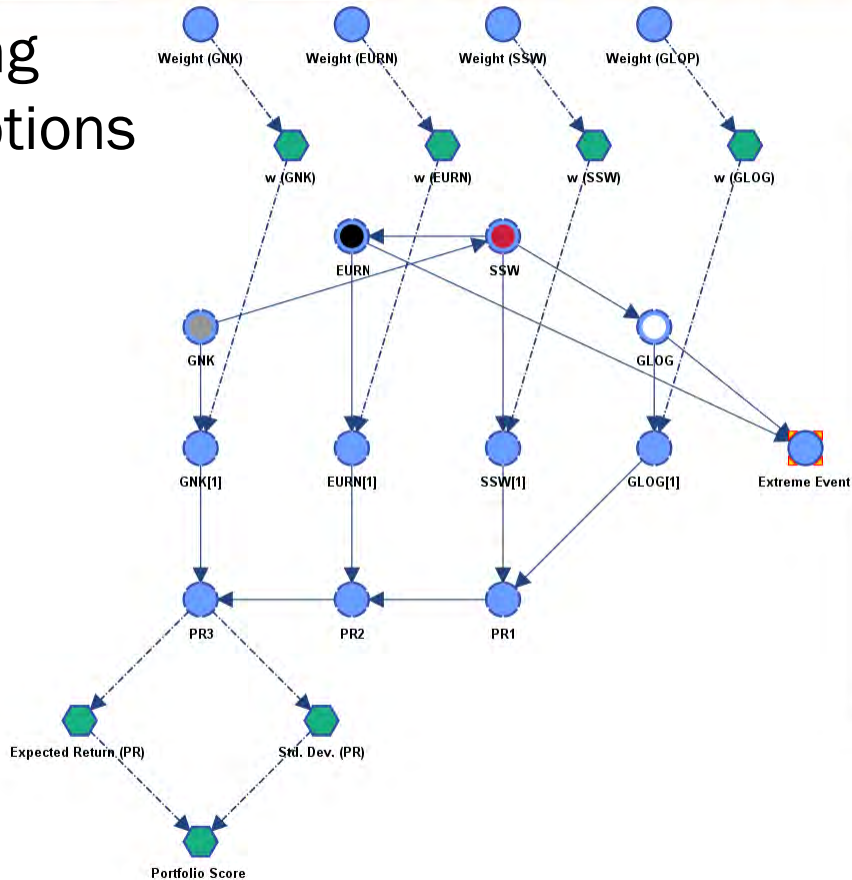 ng
ptions
Weight (GNK)
Weight (EURN)
Weight (SSW)
Weight (GLOP)
w (GNK)
w (EURN)
w (SSW)
w (GLOG)
EURN
SSW
GNK
GLOG
GNK[1]
EURN[1]
SSW[1]
GLOG[1]
Extreme Event
PR3
PR2
PR1
Expected Return (PR)
Std. Dev. (PR)
Portfolio Score